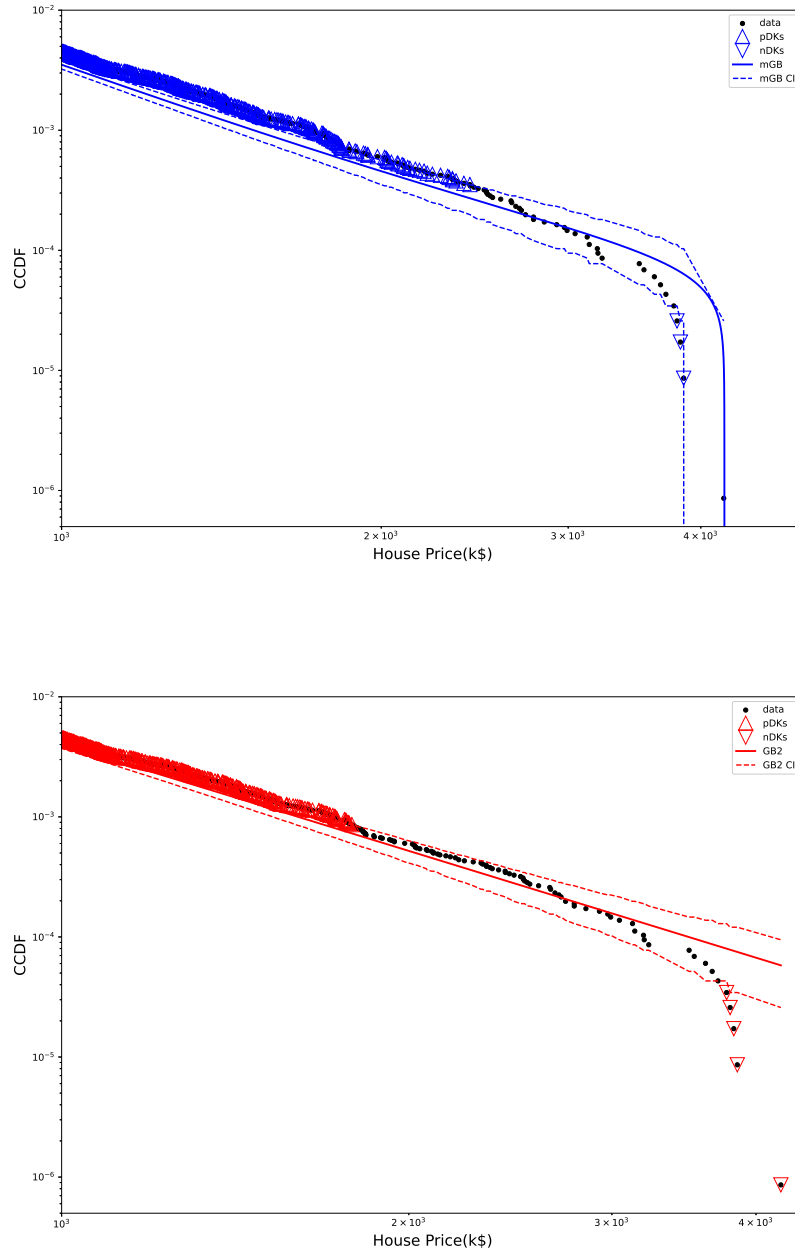 10⁻²
data
pDKs
nDKs
mGB
mGB CI
10⁻³
CCDF
10⁻⁴
10⁻⁵
10⁻⁶
10³
2 × 10³
3 × 10³
4 × 10³
House Price(k$)
10⁻²
data
pDKs
nDKs
GB2
GB2 CI
10⁻³
CCDF
10⁻⁴
10⁻⁵
10⁻⁶
10³
2 × 10³
3 × 10³
4 × 10³
House Price(k$)